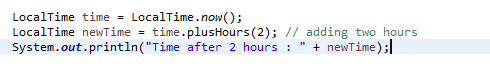 LocalTime time = LocalTime.now();
LocalTime newTime = time.plusHours(2); // adding two hours
System.out.println("Time after 2 hours : " + newTime);